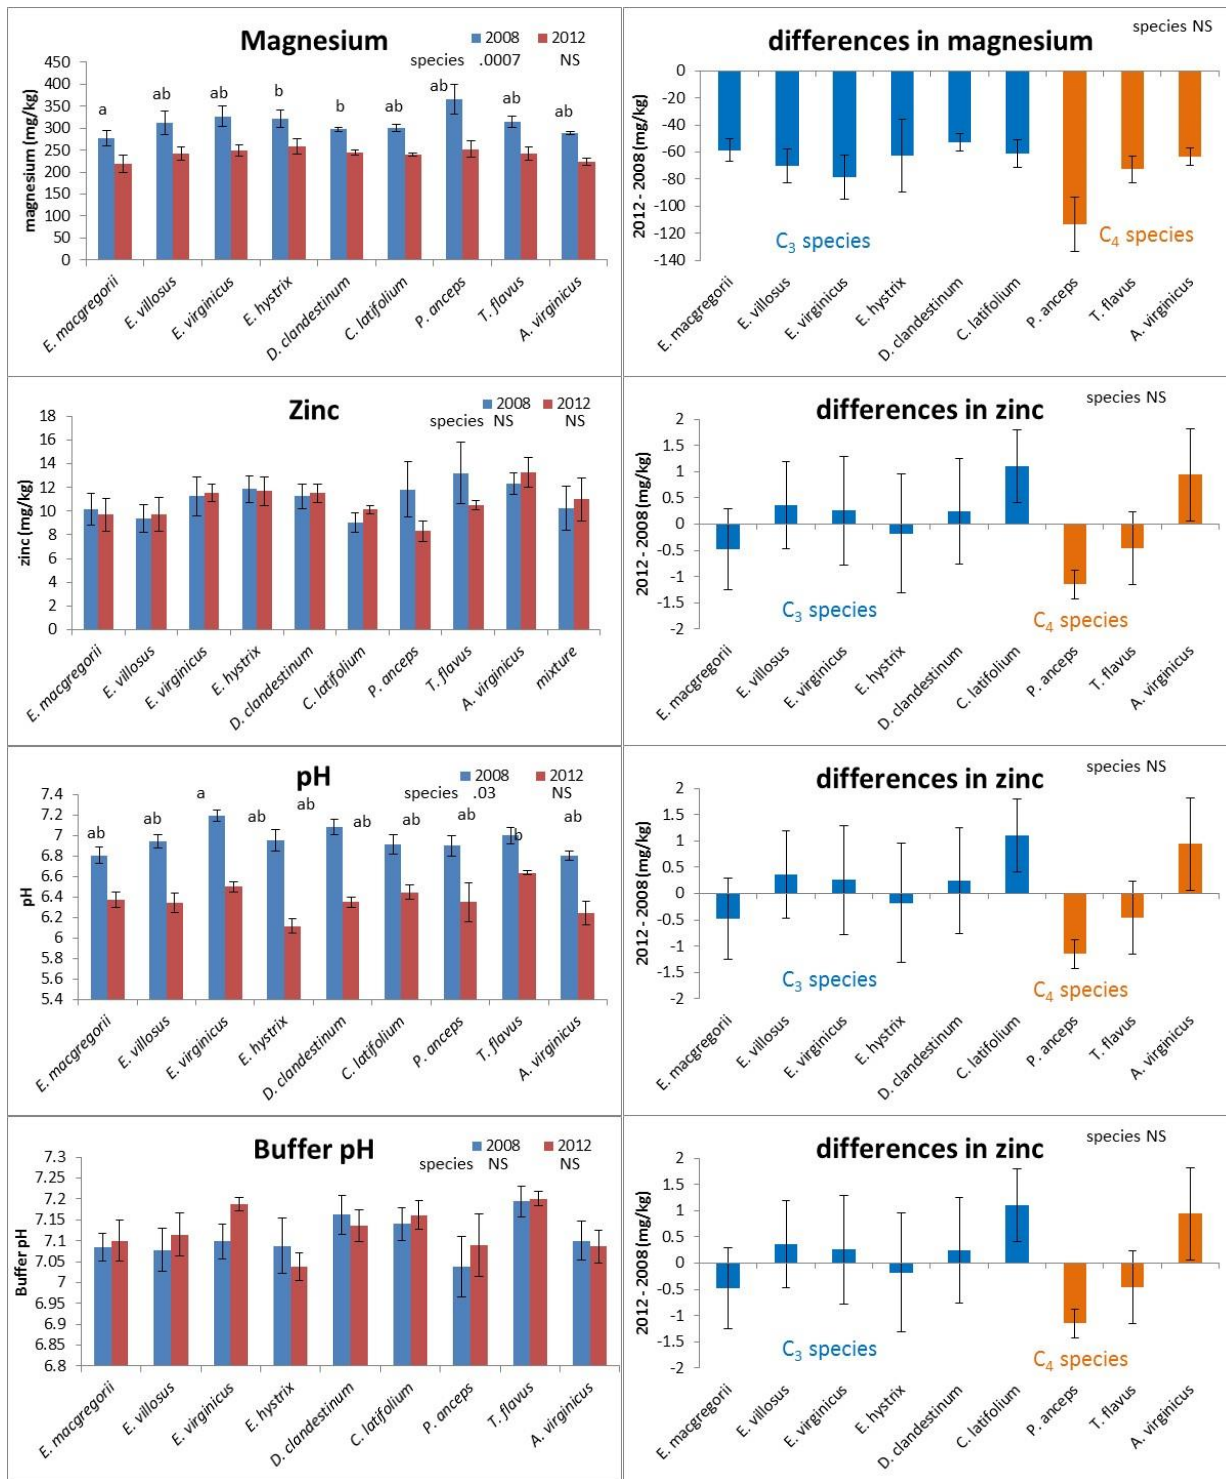 Magnesium
2008 2012
species .0007 NS
magnesium (mg/kg)
450
400
350
300
250
200
150
100
50
0
a ab ab b b ab ab ab ab
E. macgregorii E. villosus E. virginicus E. hystrix D. clandestinum C. latifolium P. anceps T. flavus A. virginicus
differences in magnesium
species NS
2012 - 2008 (mg/kg)
0
-20
-40
-60
-80
-100
-120
-140
C3 species
C4 species
E. macgregorii E. villosus E. virginicus E. hystrix D. clandestinum C. latifolium P. anceps T. flavus A. virginicus
Zinc
2008 2012
species NS NS
zinc (mg/kg)
18
16
14
12
10
8
6
4
2
0
E. macgregorii E. villosus E. virginicus E. hystrix D. clandestinum C. latifolium P. anceps T. flavus A. virginicus mixture
differences in zinc
species NS
2012 - 2008 (mg/kg)
2
1.5
1
0.5
0
-0.5
-1
-1.5
-2
C3 species
C4 species
E. macgregorii E. villosus E. virginicus E. hystrix D. clandestinum C. latifolium P. anceps T. flavus A. virginicus
pH
2008 2012
species .03 NS
pH
7.4
7.2
7
6.8
6.6
6.4
6.2
6
5.8
5.6
5.4
ab ab a ab ab ab ab b ab
E. macgregorii E. villosus E. virginicus E. hystrix D. clandestinum C. latifolium P. anceps T. flavus A. virginicus
differences in zinc
species NS
2012 - 2008 (mg/kg)
2
1.5
1
0.5
0
-0.5
-1
-1.5
-2
C3 species
C4 species
E. macgregorii E. villosus E. virginicus E. hystrix D. clandestinum C. latifolium P. anceps T. flavus A. virginicus
Buffer pH
2008 2012
species NS NS
Buffer pH
7.3
7.25
7.2
7.15
7.1
7.05
7
6.95
6.9
6.85
6.8
E. macgregorii E. villosus E. virginicus E. hystrix D. clandestinum C. latifolium P. anceps T. flavus A. virginicus
differences in zinc
species NS
2012 - 2008 (mg/kg)
2
1.5
1
0.5
0
-0.5
-1
-1.5
-2
C3 species
C4 species
E. macgregorii E. villosus E. virginicus E. hystrix D. clandestinum C. latifolium P. anceps T. flavus A. virginicus